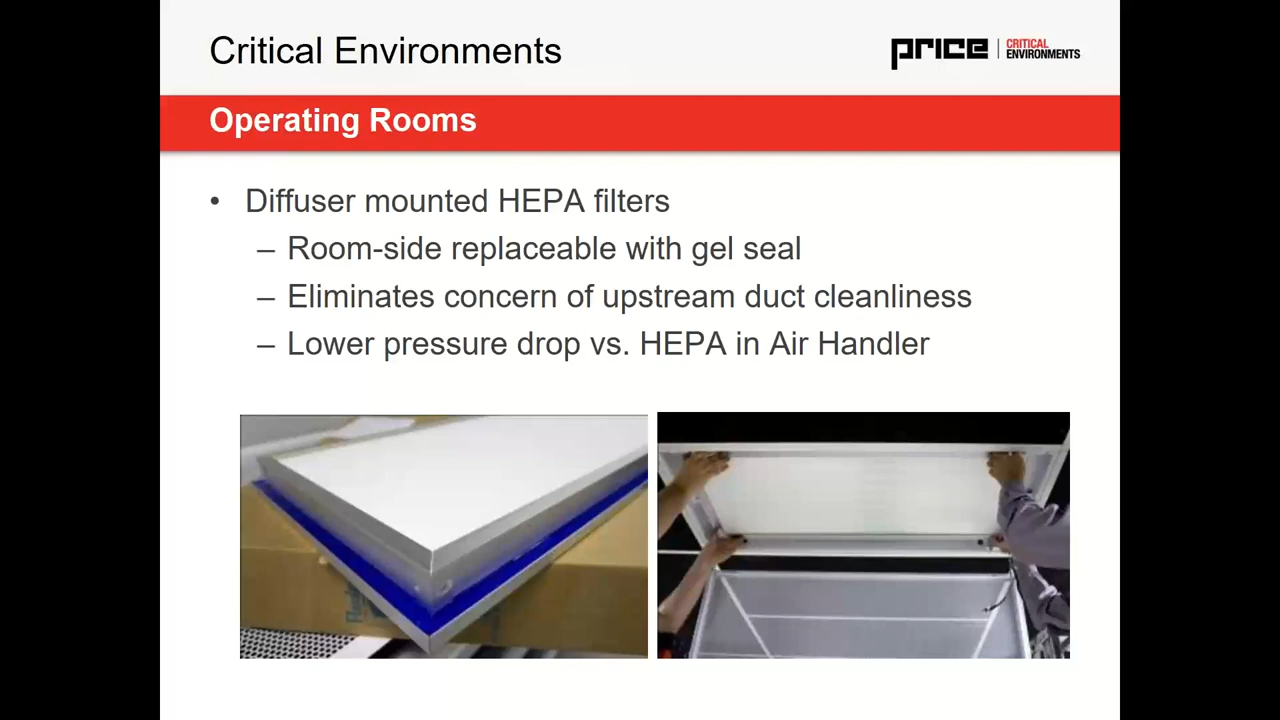 Critical Environments
price | CRITICAL
ENVIRONMENTS
Operating Rooms
• Diffuser mounted HEPA filters
– Room-side replaceable with gel seal
– Eliminates concern of upstream duct cleanliness
– Lower pressure drop vs. HEPA in Air Handler